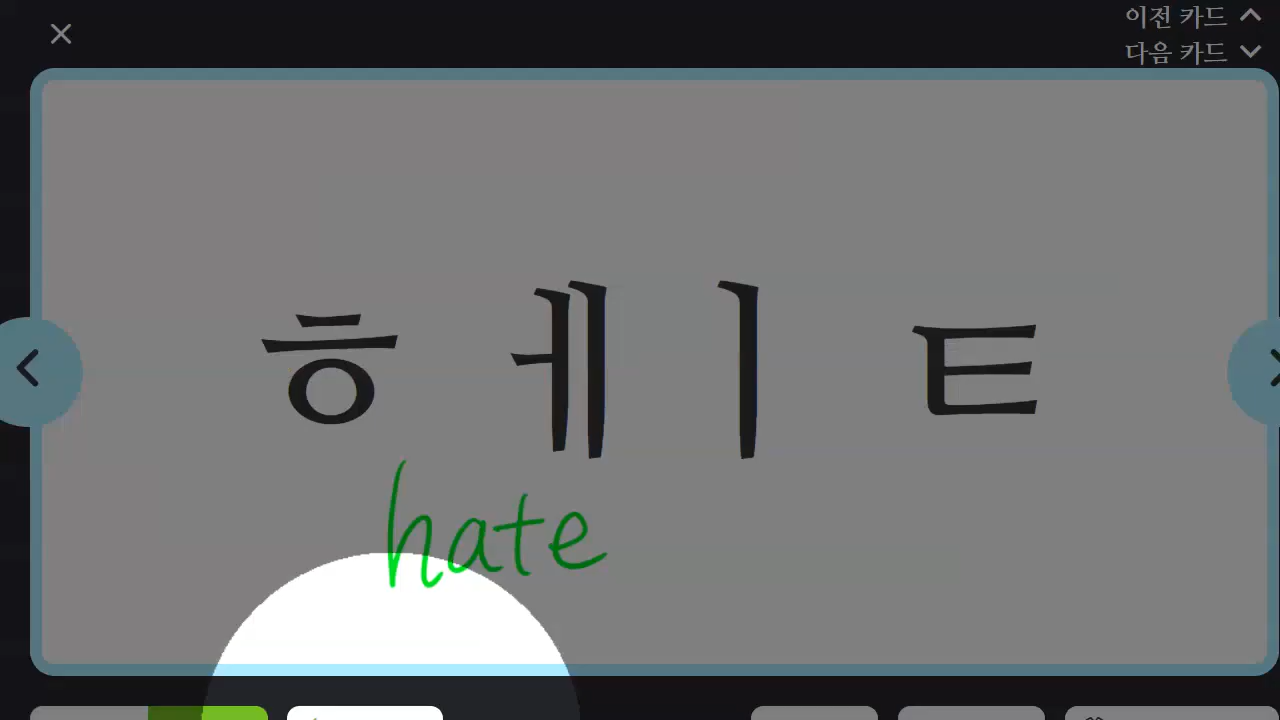 이전 카드
다음 카드
ㅎ ㅔ ㅣ ㅌ
hate